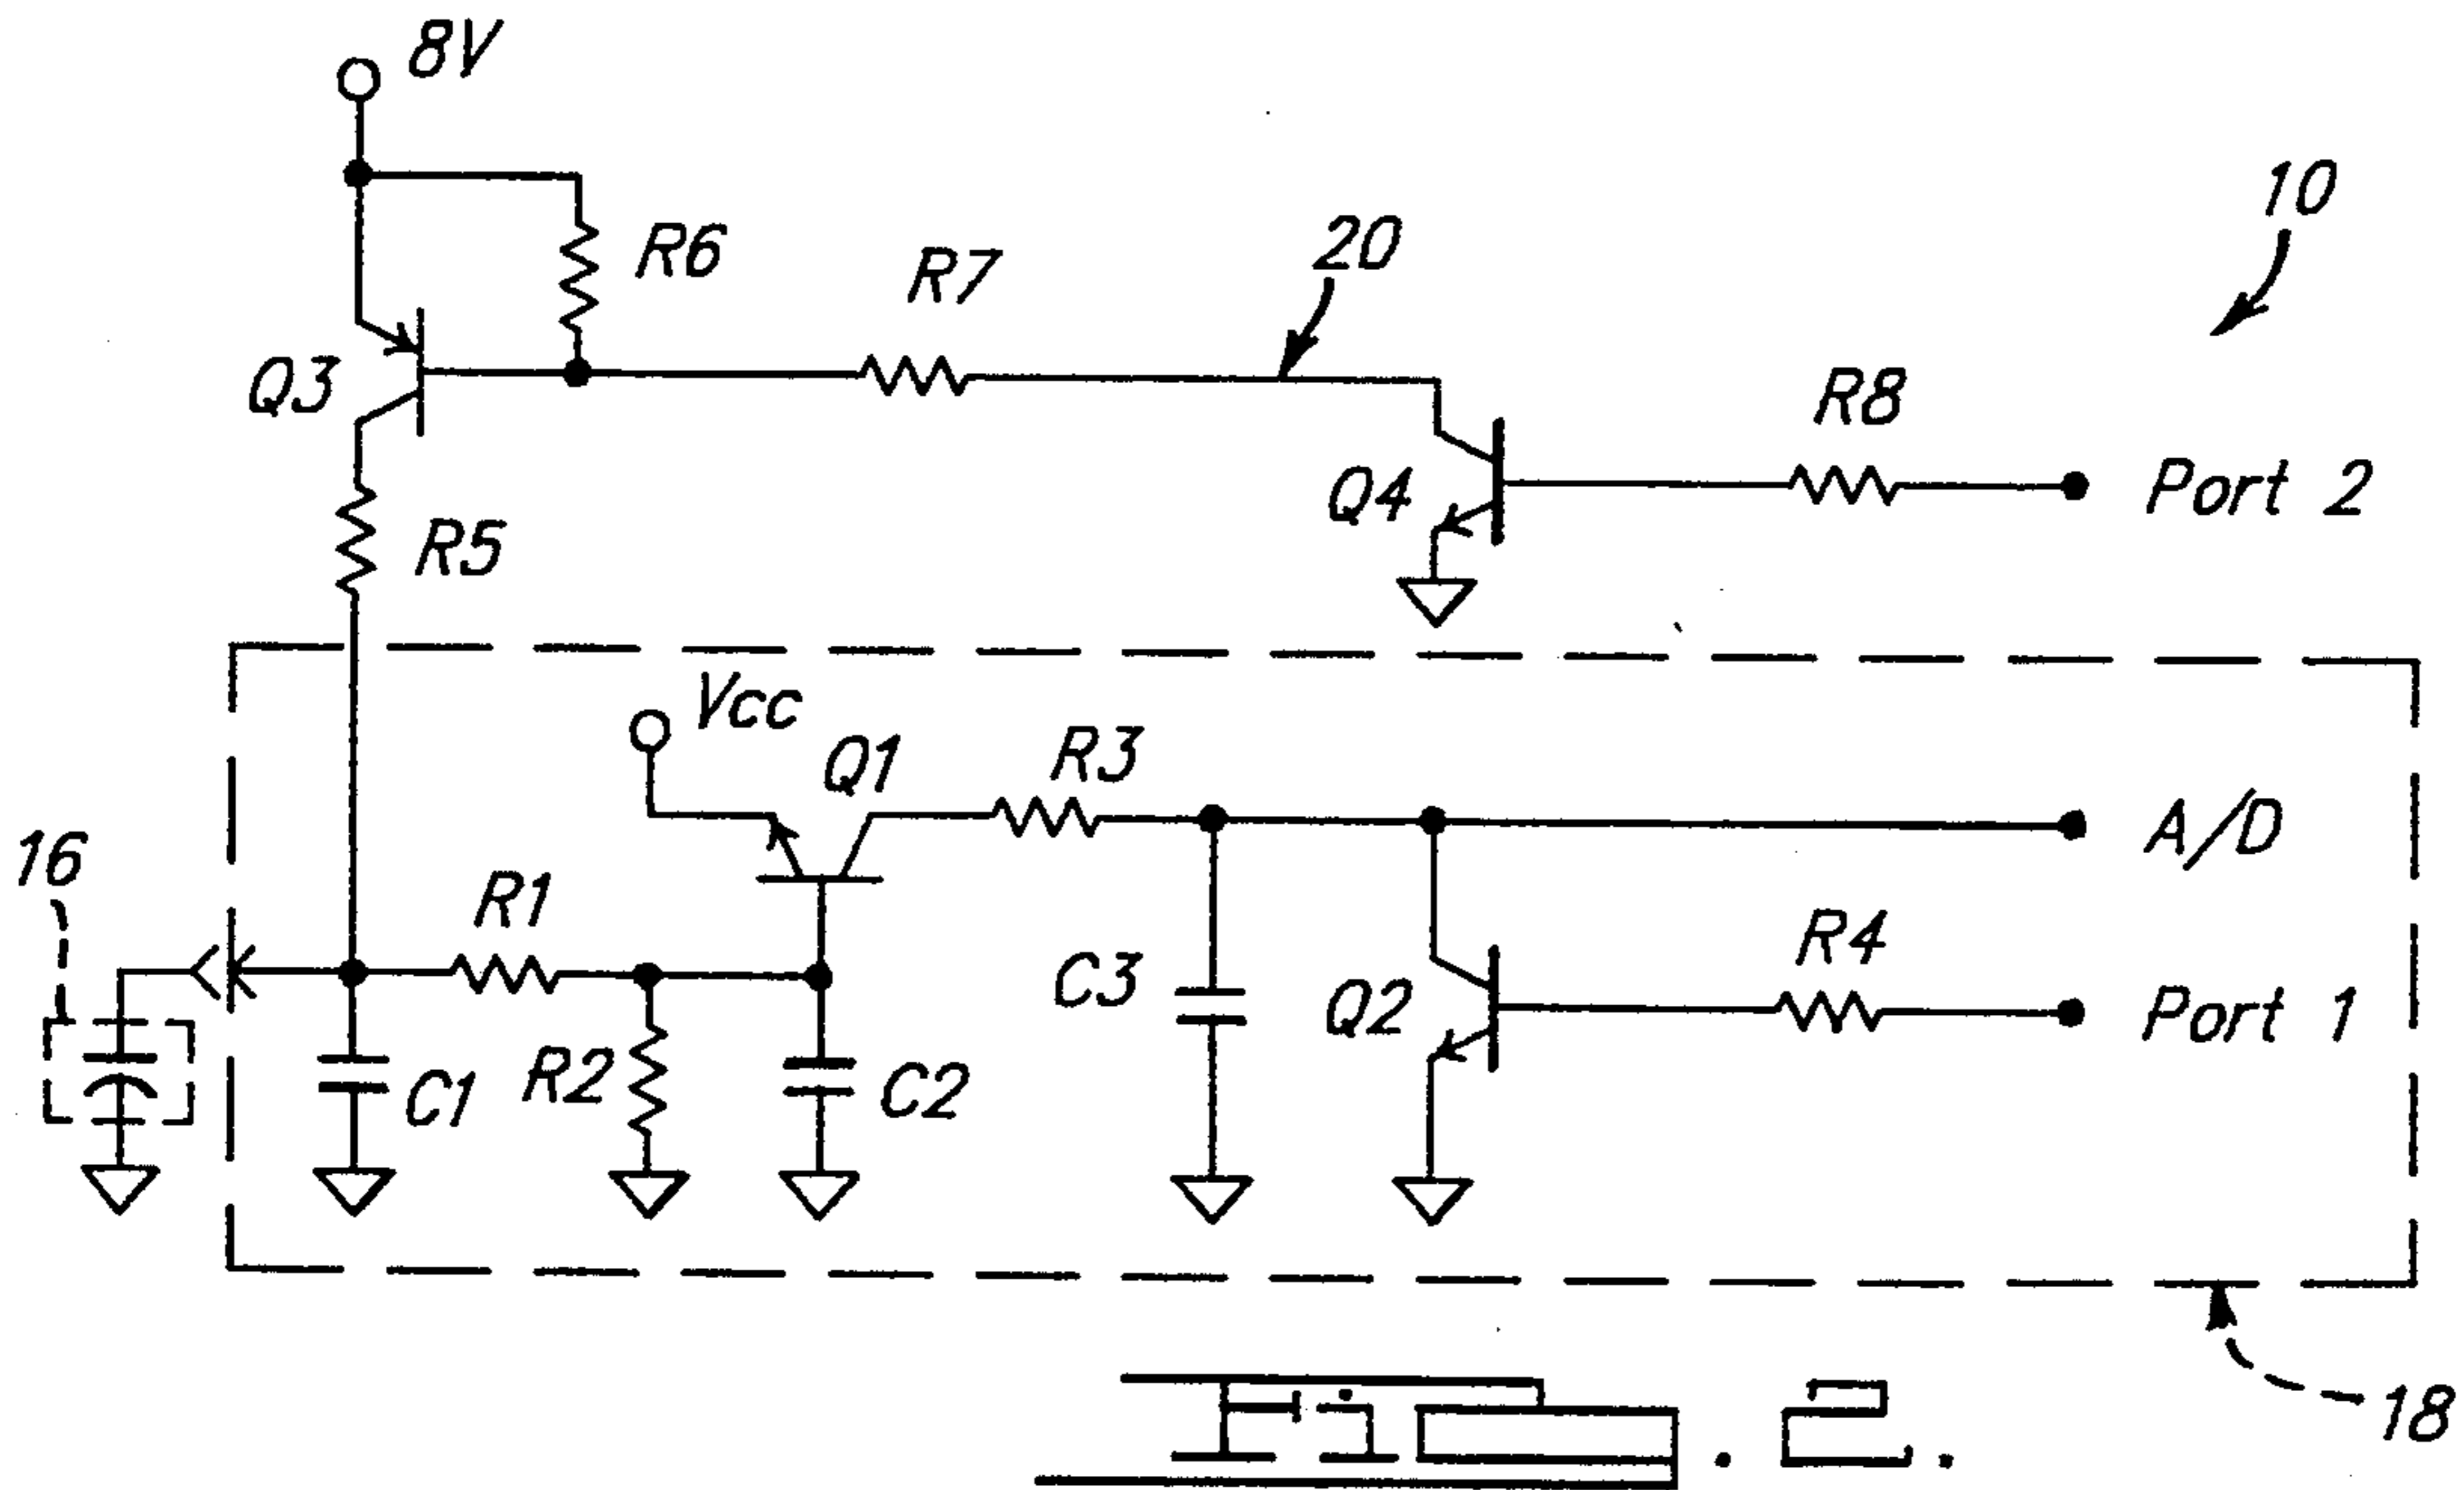 8V
10
R6
R7
20
Q3
R8
Q4
Port 2
R5
Vcc
Q1
R3
A/D
16
R1
R4
C3
Q2
Port 1
R2
C1
C2
18
Fig. 2.